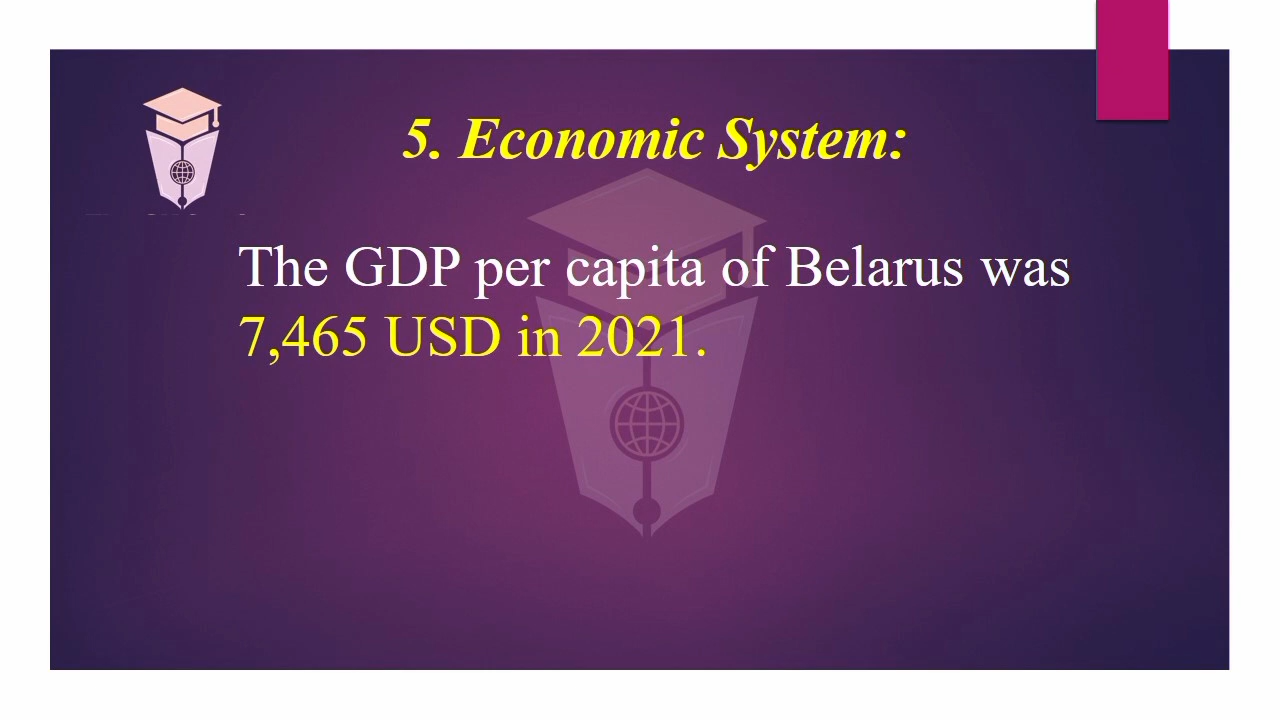 5. Economic System:
The GDP per capita of Belarus was
7,465 USD in 2021.